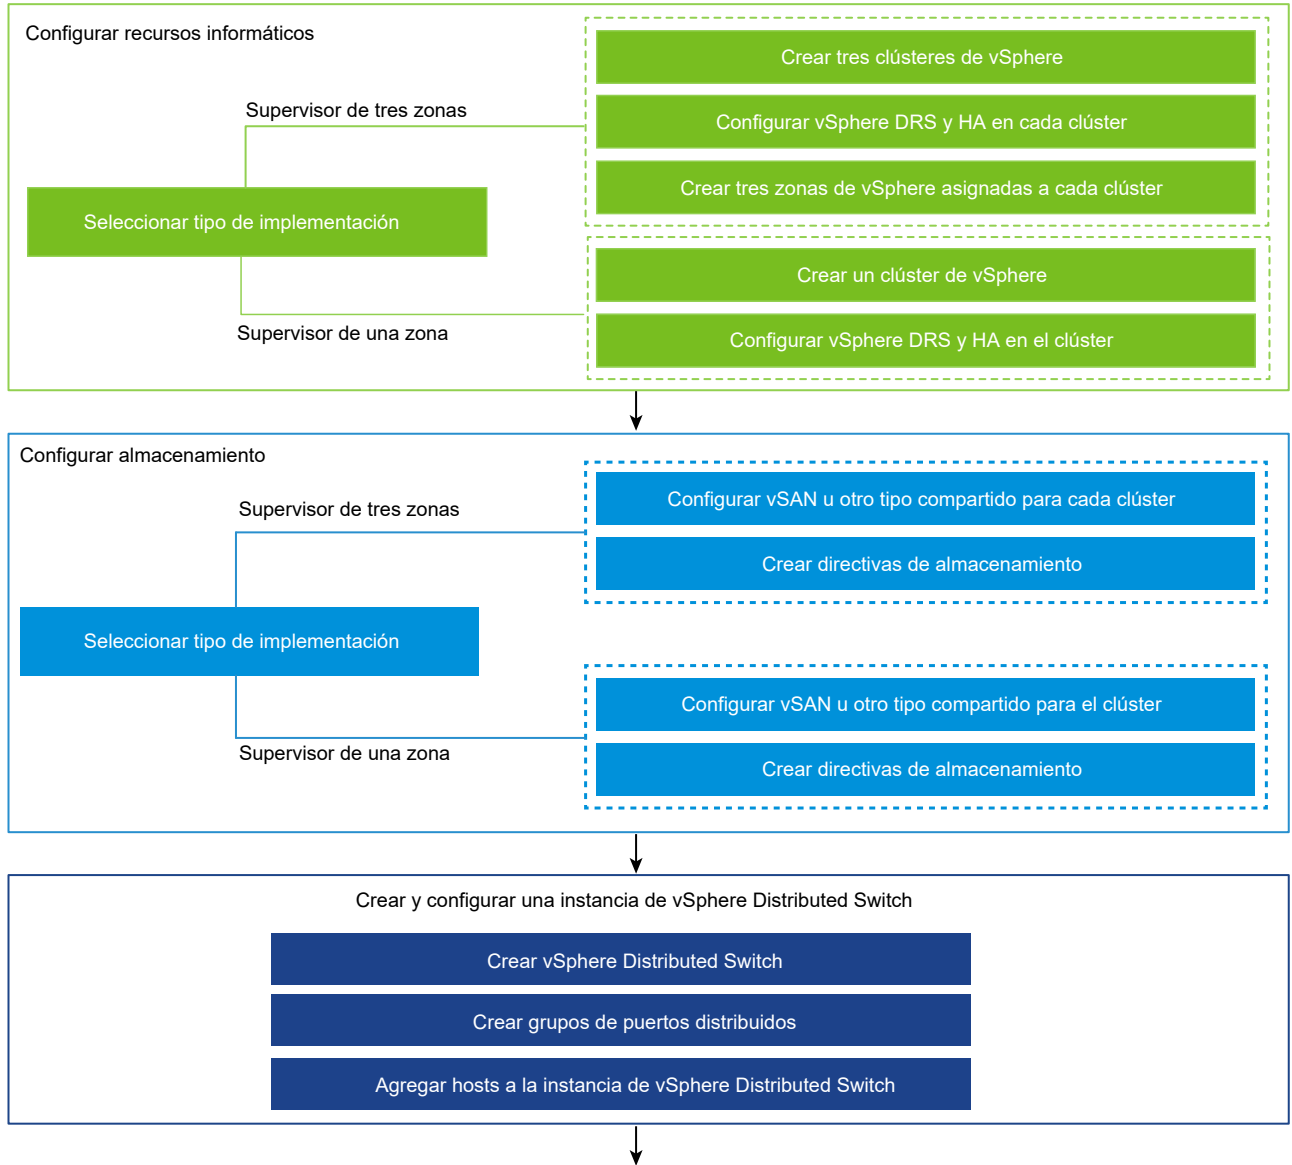 Configurar recursos informáticos
Supervisor de tres zonas
Seleccionar tipo de implementación
Supervisor de una zona
Crear tres clústeres de vSphere
Configurar vSphere DRS y HA en cada clúster
Crear tres zonas de vSphere asignadas a cada clúster
Crear un clúster de vSphere
Configurar vSphere DRS y HA en el clúster
Configurar almacenamiento
Supervisor de tres zonas
Seleccionar tipo de implementación
Supervisor de una zona
Configurar vSAN u otro tipo compartido para cada clúster
Crear directivas de almacenamiento
Configurar vSAN u otro tipo compartido para el clúster
Crear directivas de almacenamiento
Crear y configurar una instancia de vSphere Distributed Switch
Crear vSphere Distributed Switch
Crear grupos de puertos distribuidos
Agregar hosts a la instancia de vSphere Distributed Switch